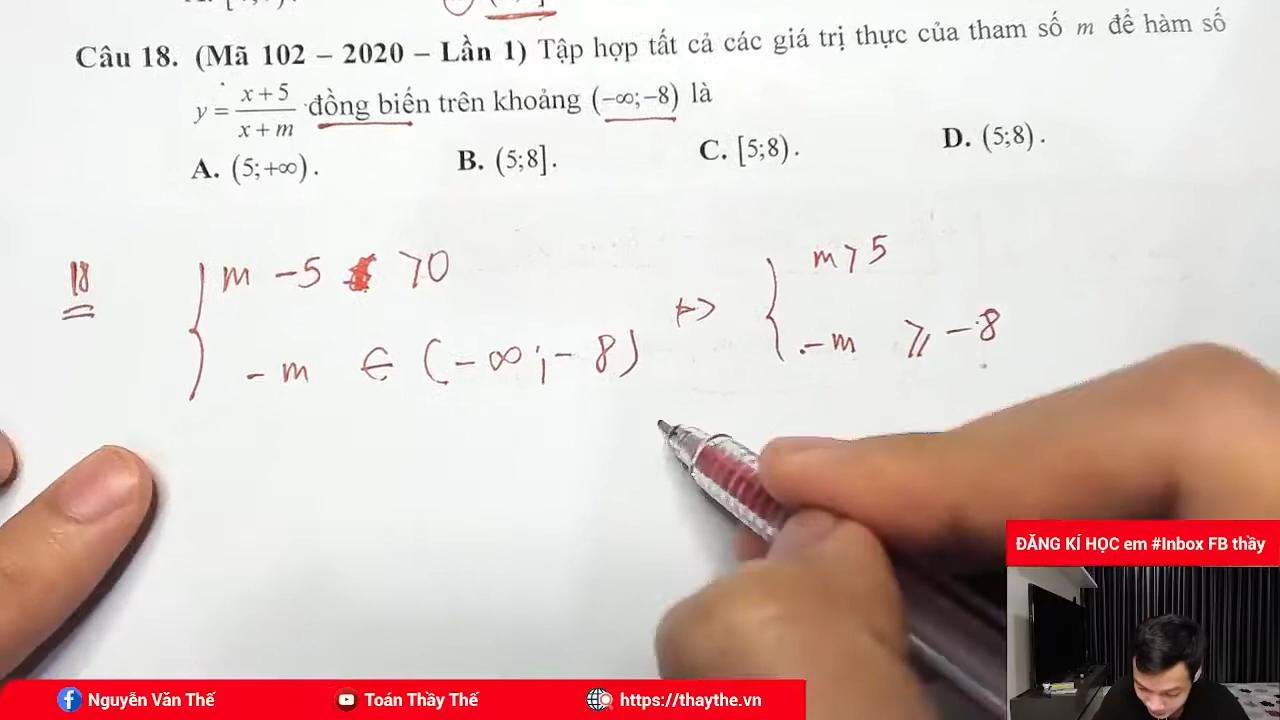 Câu 18. (Mã 102 – 2020 – Lần 1) Tập hợp tất cả các giá trị thực của tham số m để hàm số
y = \frac{x+5}{x+m} đồng biến trên khoảng (−∞;−8) là
A. (5;+∞). B. (5;8]. C. [5;8). D. (5;8).
18
m − 5 > 0
− m ∈ (−∞;−8)
↔
m > 5
− m ⩾ −8
ĐĂNG KÍ HỌC em #Inbox FB thầy
Nguyễn Văn Thế Toán Thầy Thế https://thaythe.vn